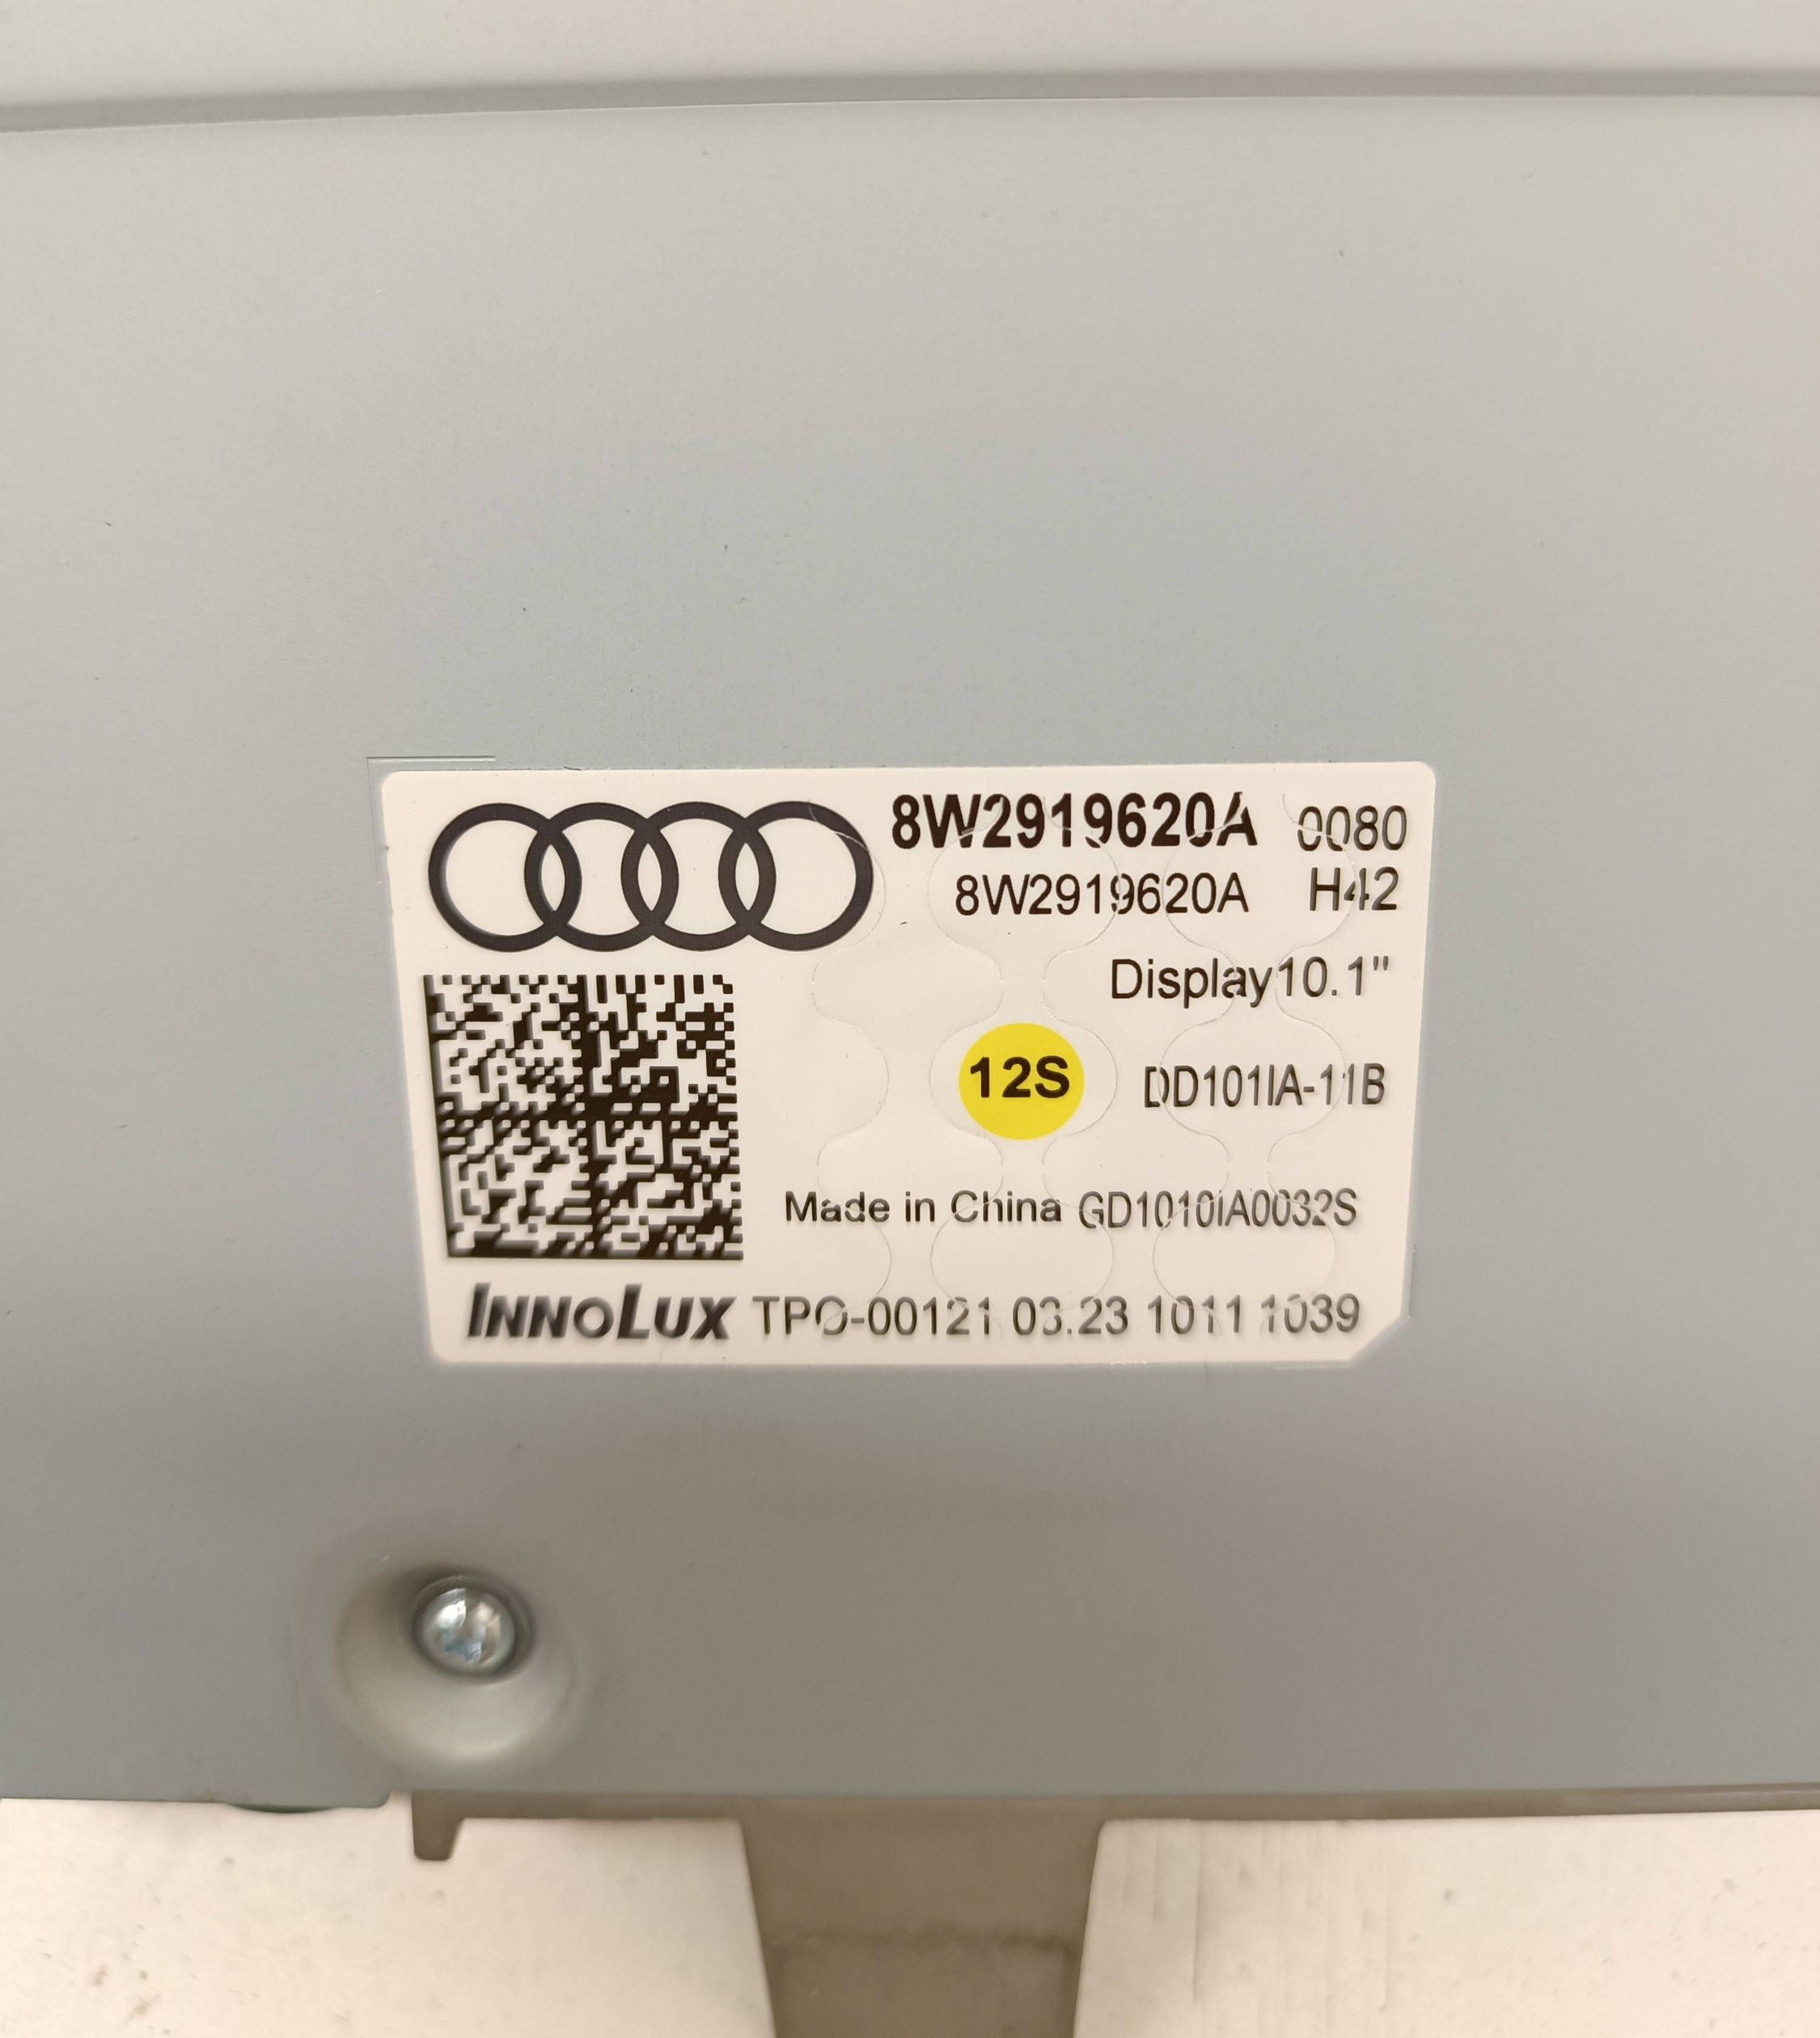 8W2919620A 0080
8W2919620A H42
Display10.1"
12S DD101IA-11B
Made in China GD1010IA0032S
INNOLUX TPO-00121 03.23 1011 1039